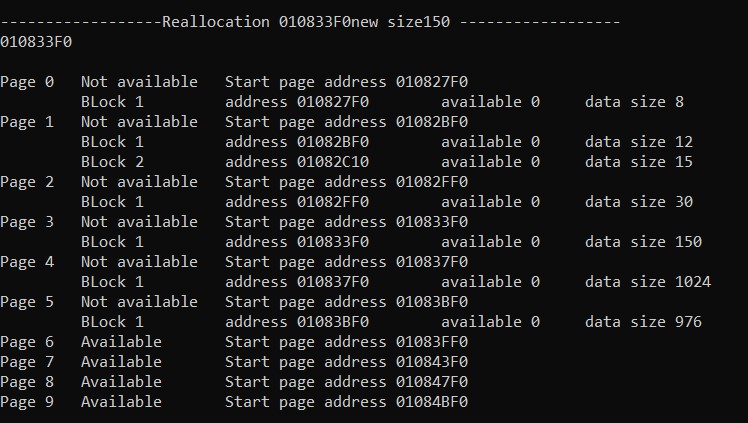 ------------------Reallocation 010833F0new size150 ------------------
010833F0
Page 0   Not available   Start page address 010827F0
         BLock 1         address 010827F0        available 0     data size 8
Page 1   Not available   Start page address 01082BF0
         BLock 1         address 01082BF0        available 0     data size 12
         BLock 2         address 01082C10        available 0     data size 15
Page 2   Not available   Start page address 01082FF0
         BLock 1         address 01082FF0        available 0     data size 30
Page 3   Not available   Start page address 010833F0
         BLock 1         address 010833F0        available 0     data size 150
Page 4   Not available   Start page address 010837F0
         BLock 1         address 010837F0        available 0     data size 1024
Page 5   Not available   Start page address 01083BF0
         BLock 1         address 01083BF0        available 0     data size 976
Page 6   Available       Start page address 01083FF0
Page 7   Available       Start page address 010843F0
Page 8   Available       Start page address 010847F0
Page 9   Available       Start page address 01084BF0